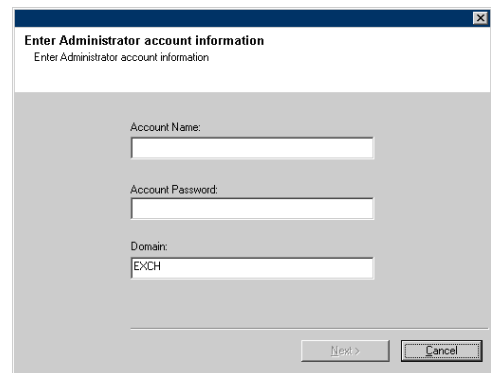 Enter Administrator account information
Enter Administrator account information
Account Name:
Account Password:
Domain:
EXCH
Next >
Cancel